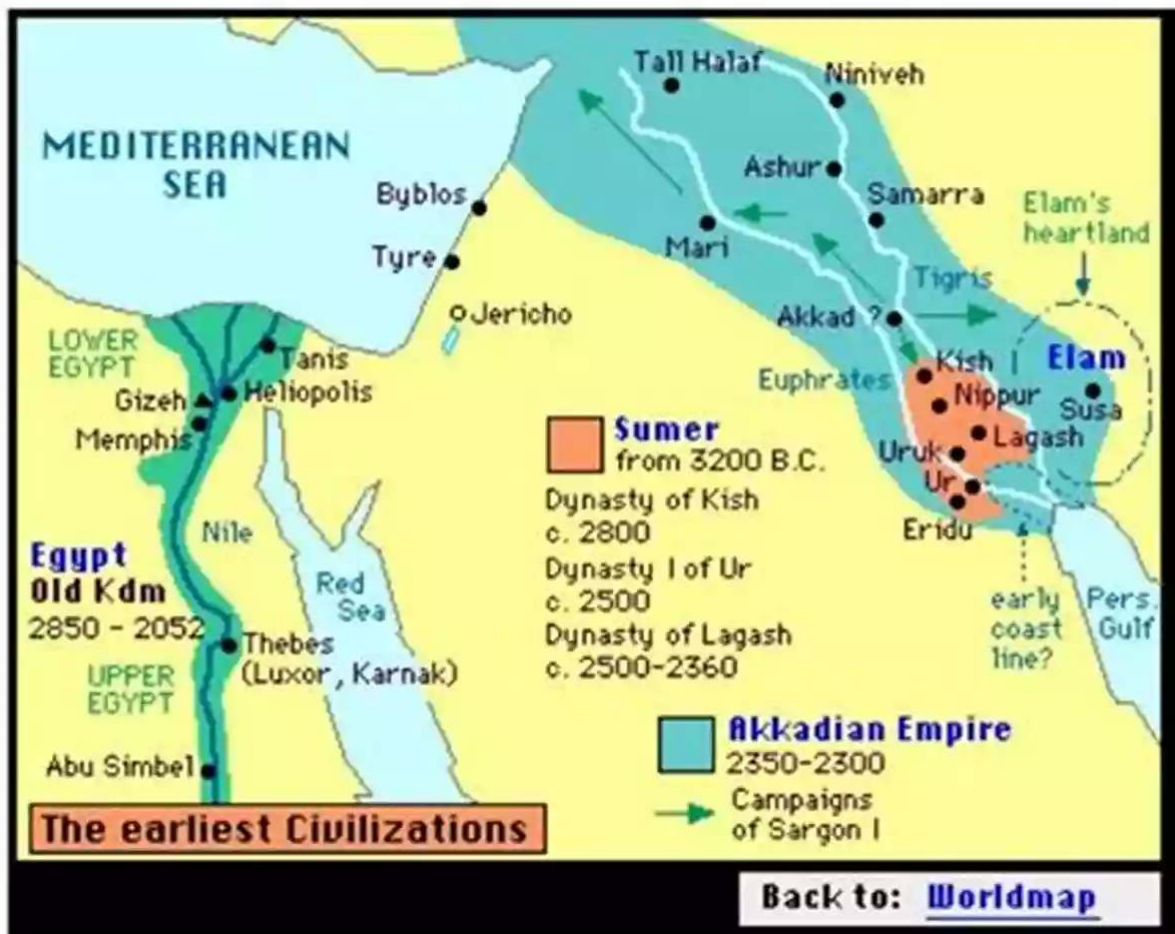 Tall Halaf
Niniveh
MEDITERRANEAN
SEA
Ashur
Byblos
Samarra
Elam's
heartland
Mari
Tyre
Tigris
Jericho
Akkad ?
LOWER
EGYPT
Tanis
Kish
Elam
Euphrates
Gizeh
Heliopolis
Nippur
Susa
Memphis
Sumer
from 3200 B.C.
Lagash
Uruk
Ur
Dynasty of Kish
c. 2800
Eridu
Nile
Egypt
Old Kdm
2850 - 2052
Dynasty I of Ur
c. 2500
Red
Sea
early
coast
line?
Pers.
Gulf
Dynasty of Lagash
c. 2500-2360
Thebes
(Luxor, Karnak)
UPPER
EGYPT
Akkadian Empire
2350-2300
Abu Simbel
Campaigns
of Sargon I
The earliest Civilizations
Back to: Worldmap